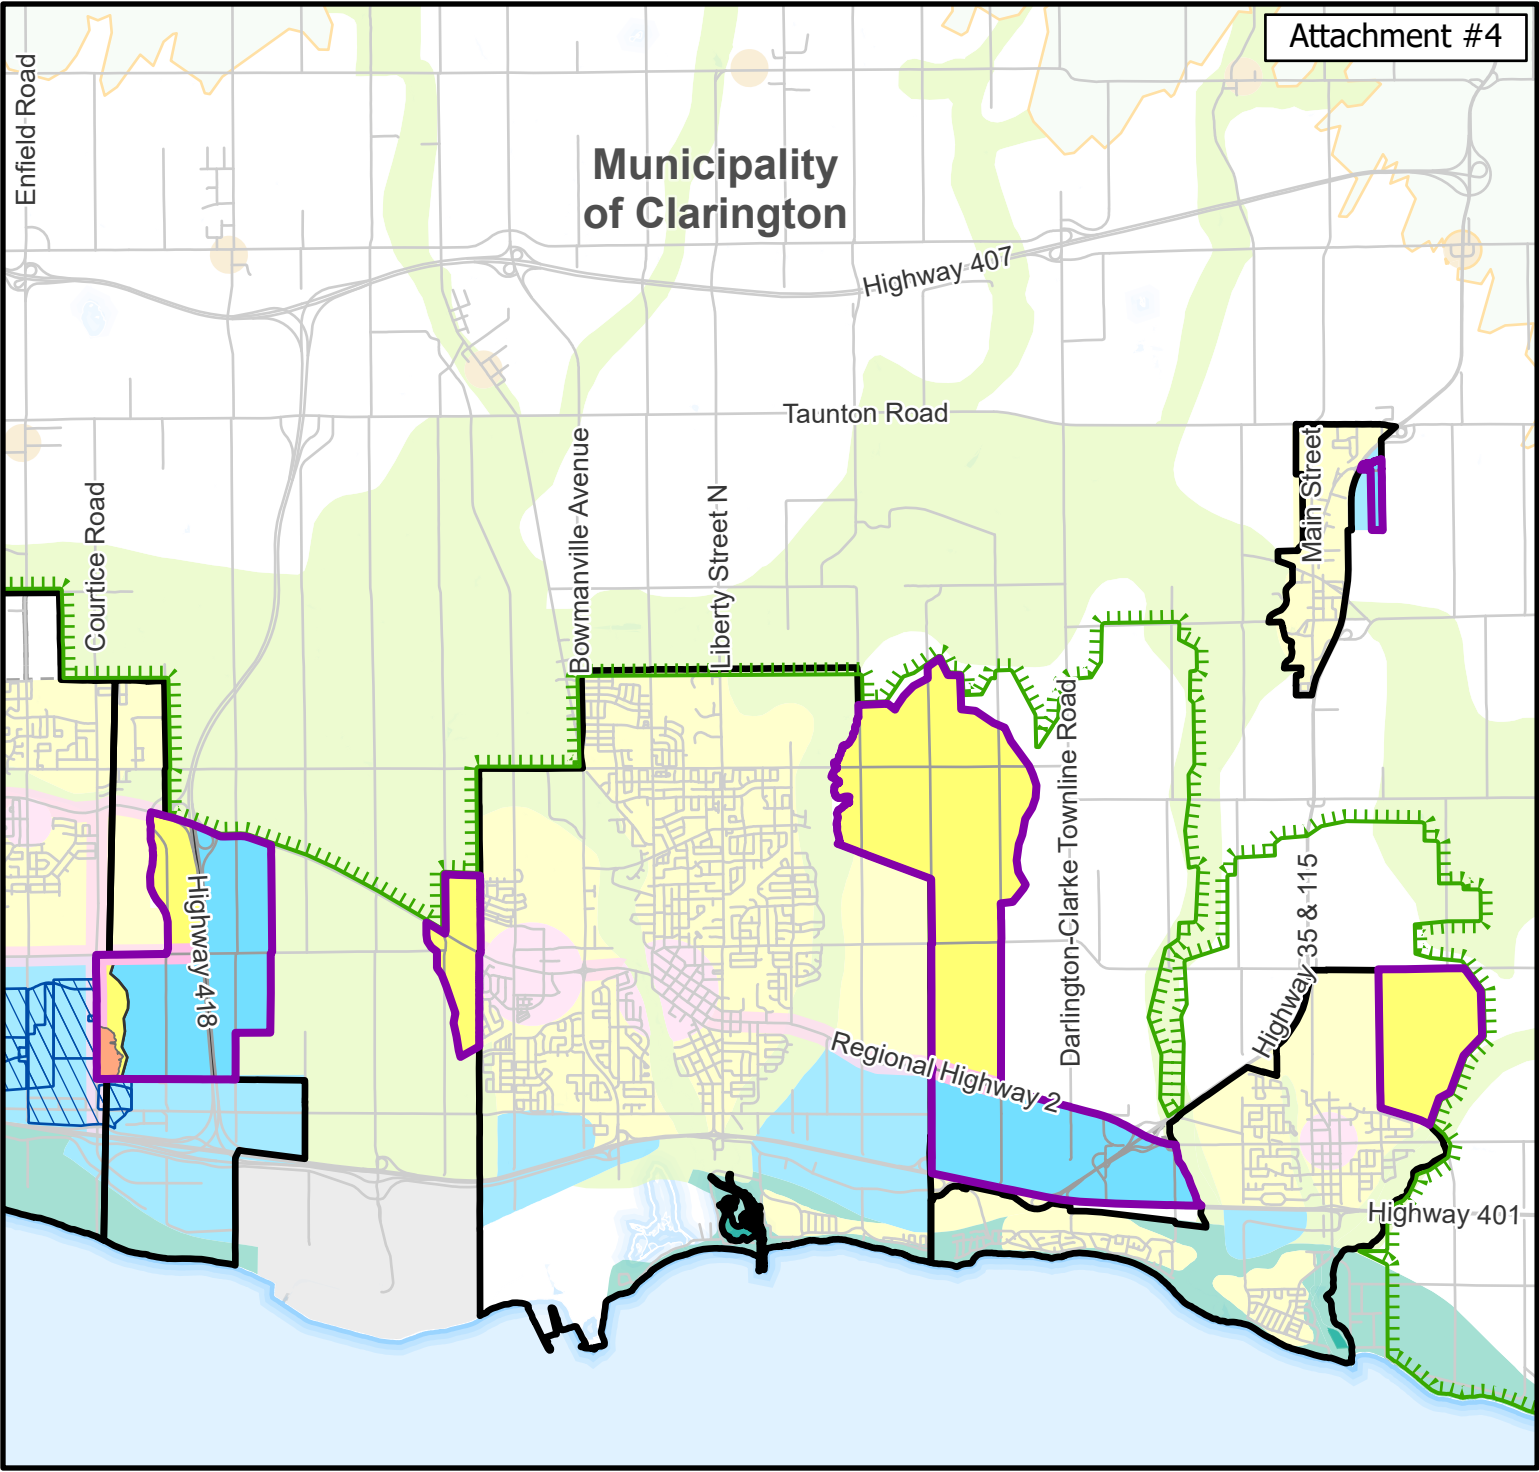 Attachment #4
Enfield Road
Municipality
of Clarington
Highway 407
Taunton Road
Bowmanville Avenue
Main Street
Courtice Road
Liberty Street N
Darlington-Clarke Townline Road
Highway 418
Highway 35 & 115
Regional Highway 2
Highway 401